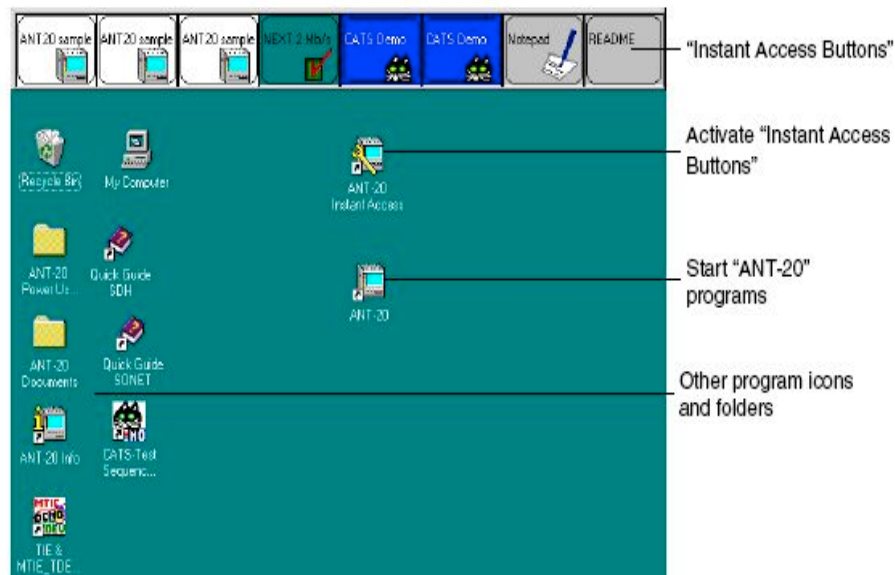 ANT20 sample
ANT20 sample
ANT20 sample
NEXT 2 Mb/s
CATS Demo
CATS Demo
Notepad
README
“Instant Access Buttons”
Recycle Bin
My Computer
ANT-20
Instant Access
Activate “Instant Access
Buttons”
ANT-20
Power Us...
Quick Guide
SDH
ANT-20
Start “ANT-20”
programs
ANT-20
Documents
Quick Guide
SONET
Other program icons
and folders
ANT-20 Info
CATS-Test
Sequenc...
MTIE
DEMO
TIE &
MTIE_TDE...